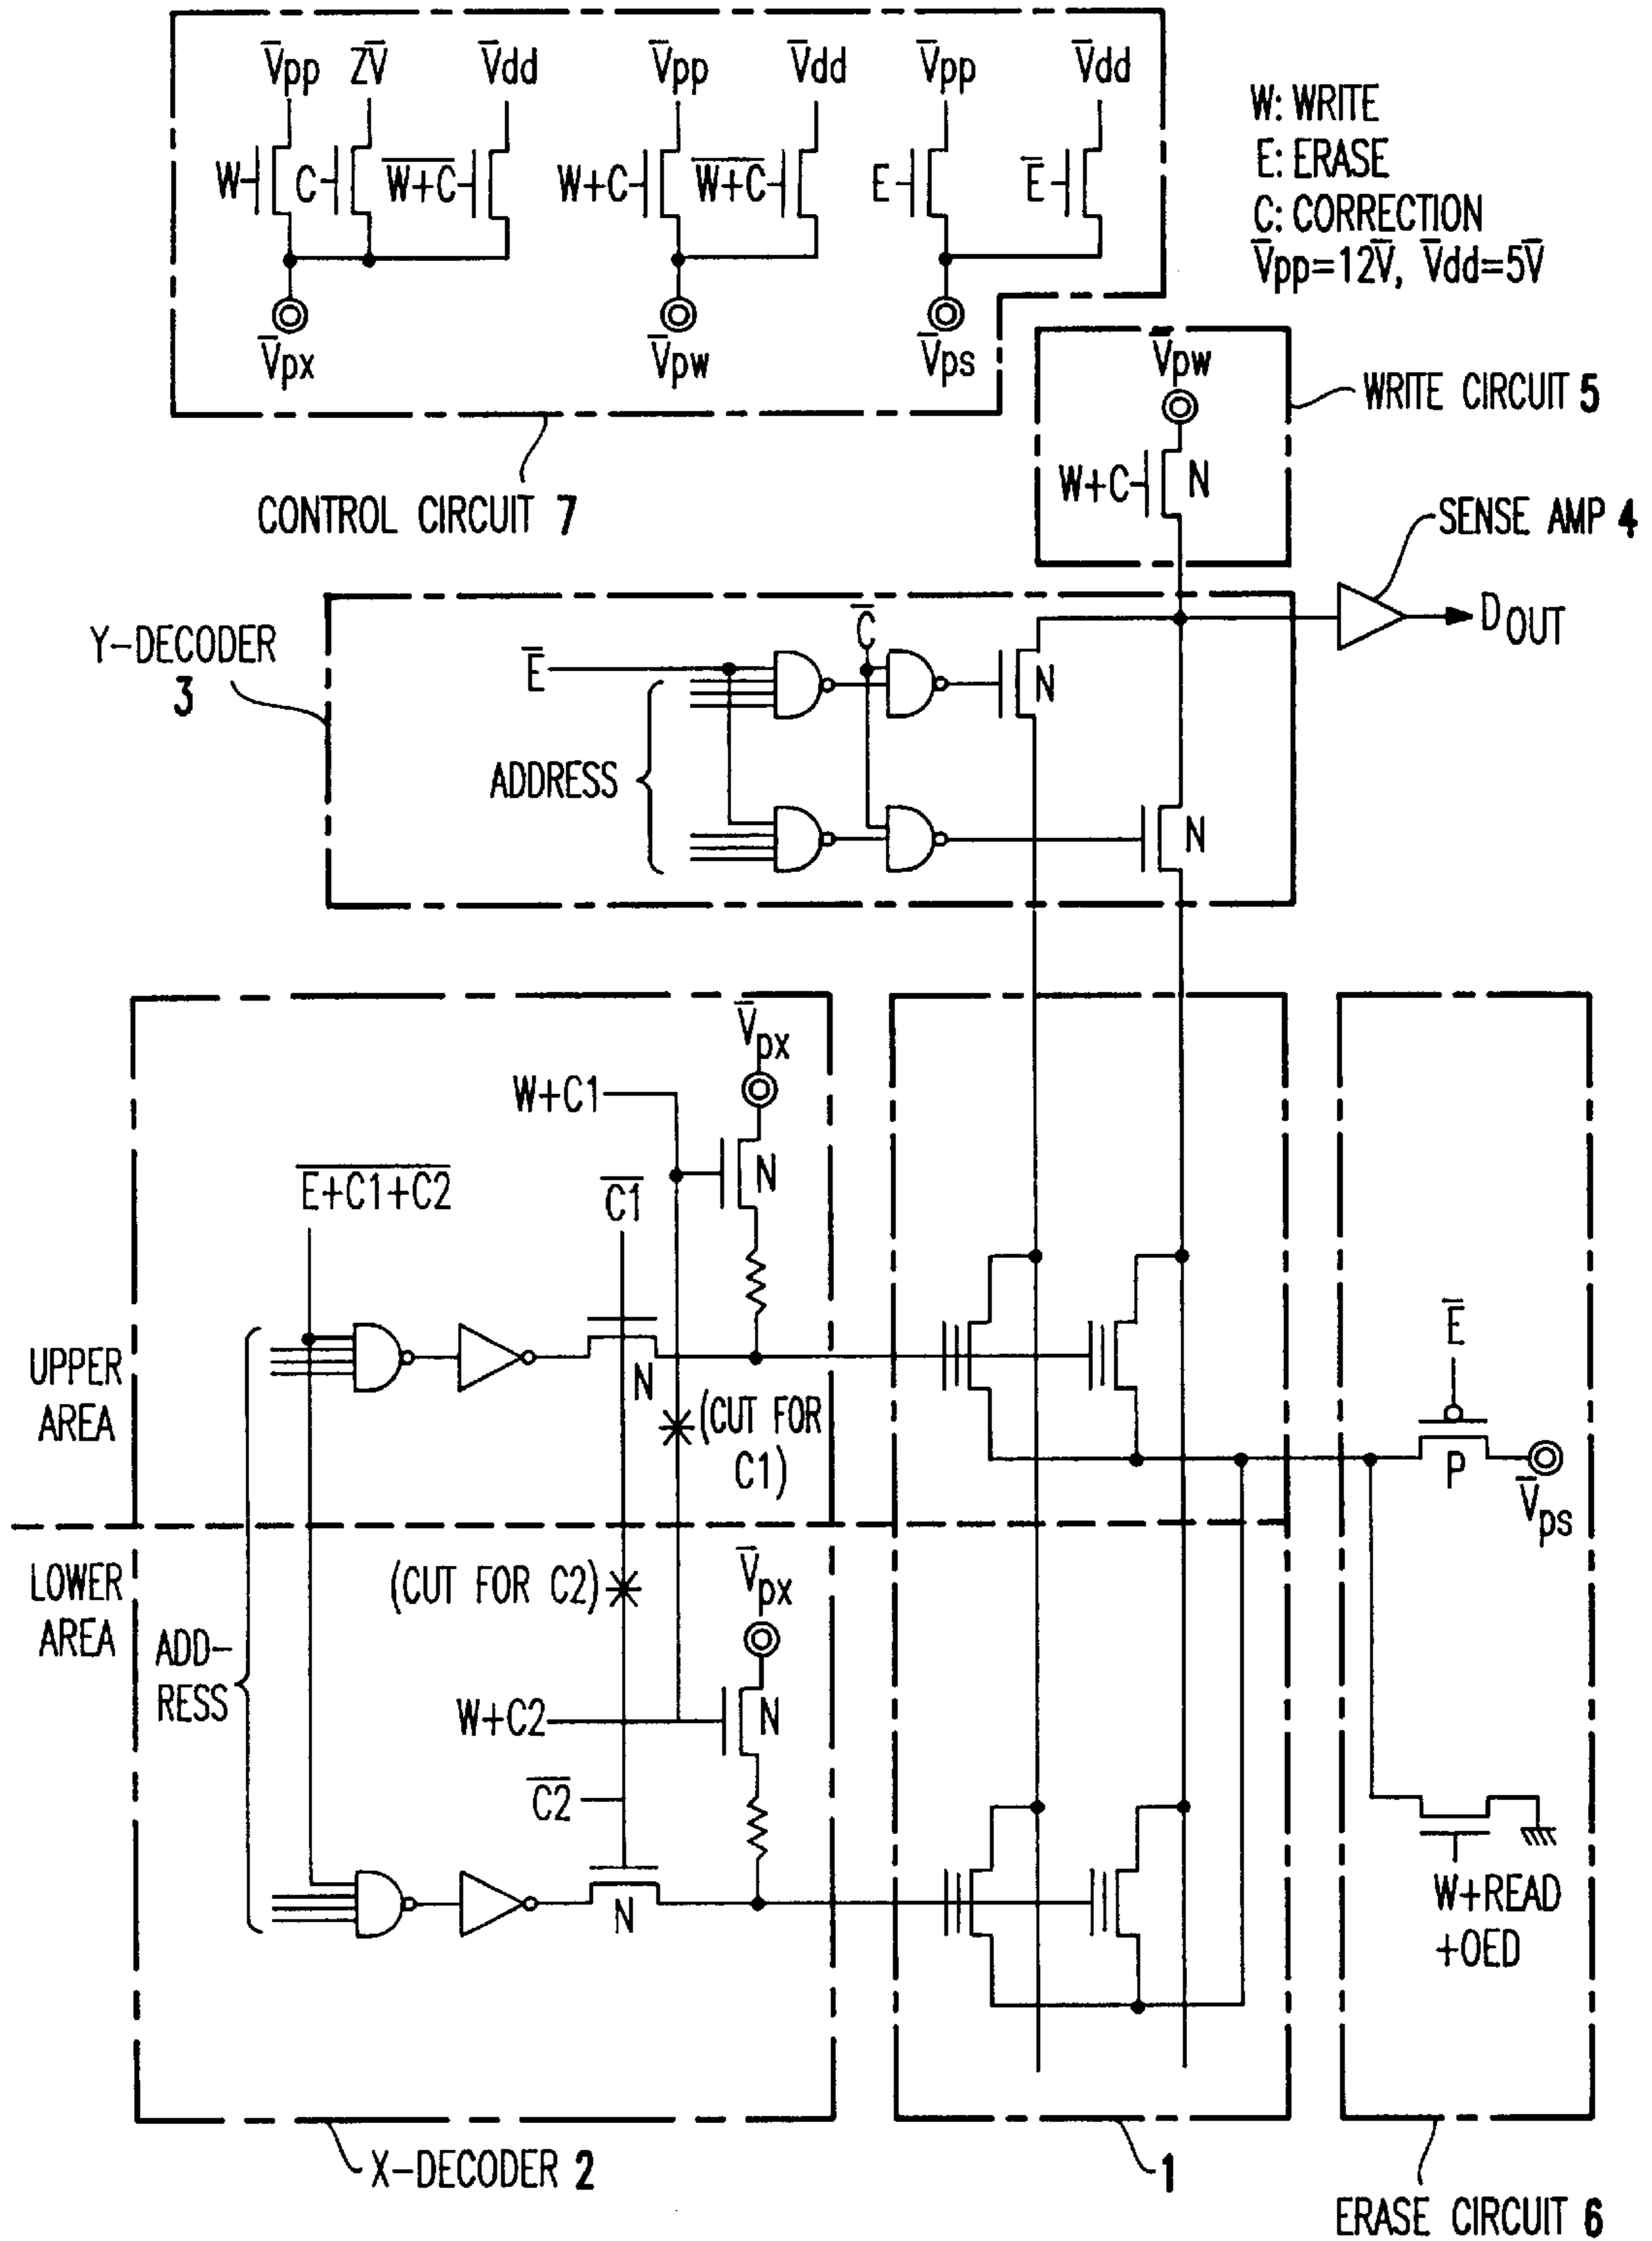 V̅pp ZV̅ V̅dd V̅pp V̅dd V̅pp V̅dd
W C W̅+̅C̅ W+C W̅+̅C̅ E E̅
V̅px V̅pw V̅ps
W: WRITE
E: ERASE
C: CORRECTION
V̅pp=12V̅, V̅dd=5V̅
CONTROL CIRCUIT 7
V̅pw
W+C N
WRITE CIRCUIT 5
SENSE AMP 4
DOUT
Y-DECODER
3
E̅ C̅ N
ADDRESS
N
V̅px
W+C1
N
E̅+̅C̅1̅+̅C̅2̅ C̅1̅
UPPER
AREA
N
(CUT FOR
C1)
E̅
P
V̅ps
LOWER
AREA
(CUT FOR C2)
V̅px
ADD-
RESS
W+C2 N
C̅2̅
N
W+READ
+OED
X-DECODER 2
1
ERASE CIRCUIT 6